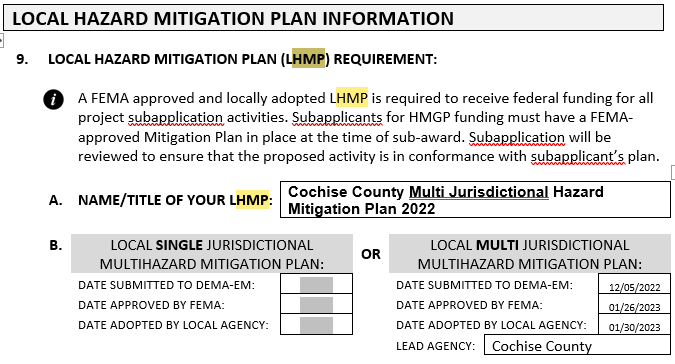 LOCAL HAZARD MITIGATION PLAN INFORMATION
9. LOCAL HAZARD MITIGATION PLAN (LHMP) REQUIREMENT:
i A FEMA approved and locally adopted LHMP is required to receive federal funding for all
project subapplication activities. Subapplicants for HMGP funding must have a FEMA-
approved Mitigation Plan in place at the time of sub-award. Subapplication will be
reviewed to ensure that the proposed activity is in conformance with subapplicant's plan.
A. NAME/TITLE OF YOUR LHMP: Cochise County Multi Jurisdictional Hazard
Mitigation Plan 2022
B. LOCAL SINGLE JURISDICTIONAL
MULTIHAZARD MITIGATION PLAN:
DATE SUBMITTED TO DEMA-EM:
DATE APPROVED BY FEMA:
DATE ADOPTED BY LOCAL AGENCY:
OR
LOCAL MULTI JURISDICTIONAL
MULTIHAZARD MITIGATION PLAN:
DATE SUBMITTED TO DEMA-EM: 12/05/2022
DATE APPROVED BY FEMA: 01/26/2023
DATE ADOPTED BY LOCAL AGENCY: 01/30/2023
LEAD AGENCY: Cochise County